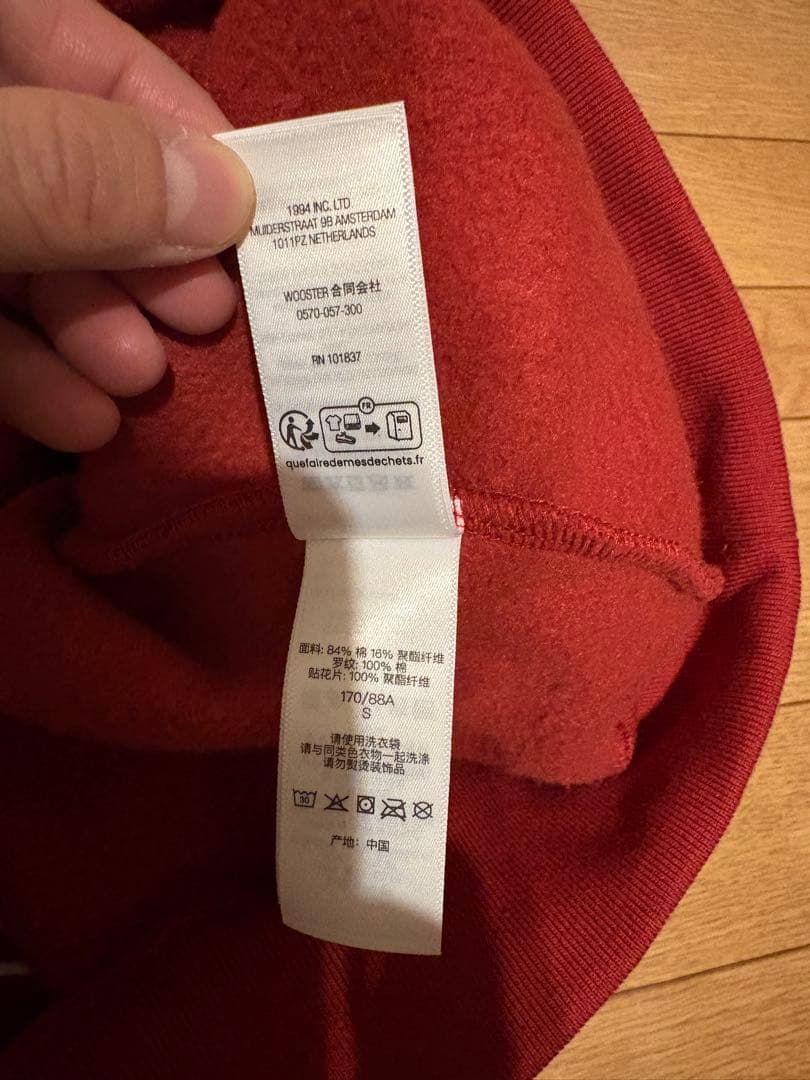 1994 INC. LTD
MUIDERSTRAAT 9B AMSTERDAM
1011PZ NETHERLANDS
WOOSTER 合同会社
0570-057-300
RN 101837
FR
quefairedemesdechets.fr
面料: 84% 棉 16% 聚酯纤维
罗纹: 100% 棉
贴花片: 100% 聚酯纤维
170/88A
S
请使用洗衣袋
请与同类色衣物一起洗涤
请勿熨烫装饰品
30
产地: 中国